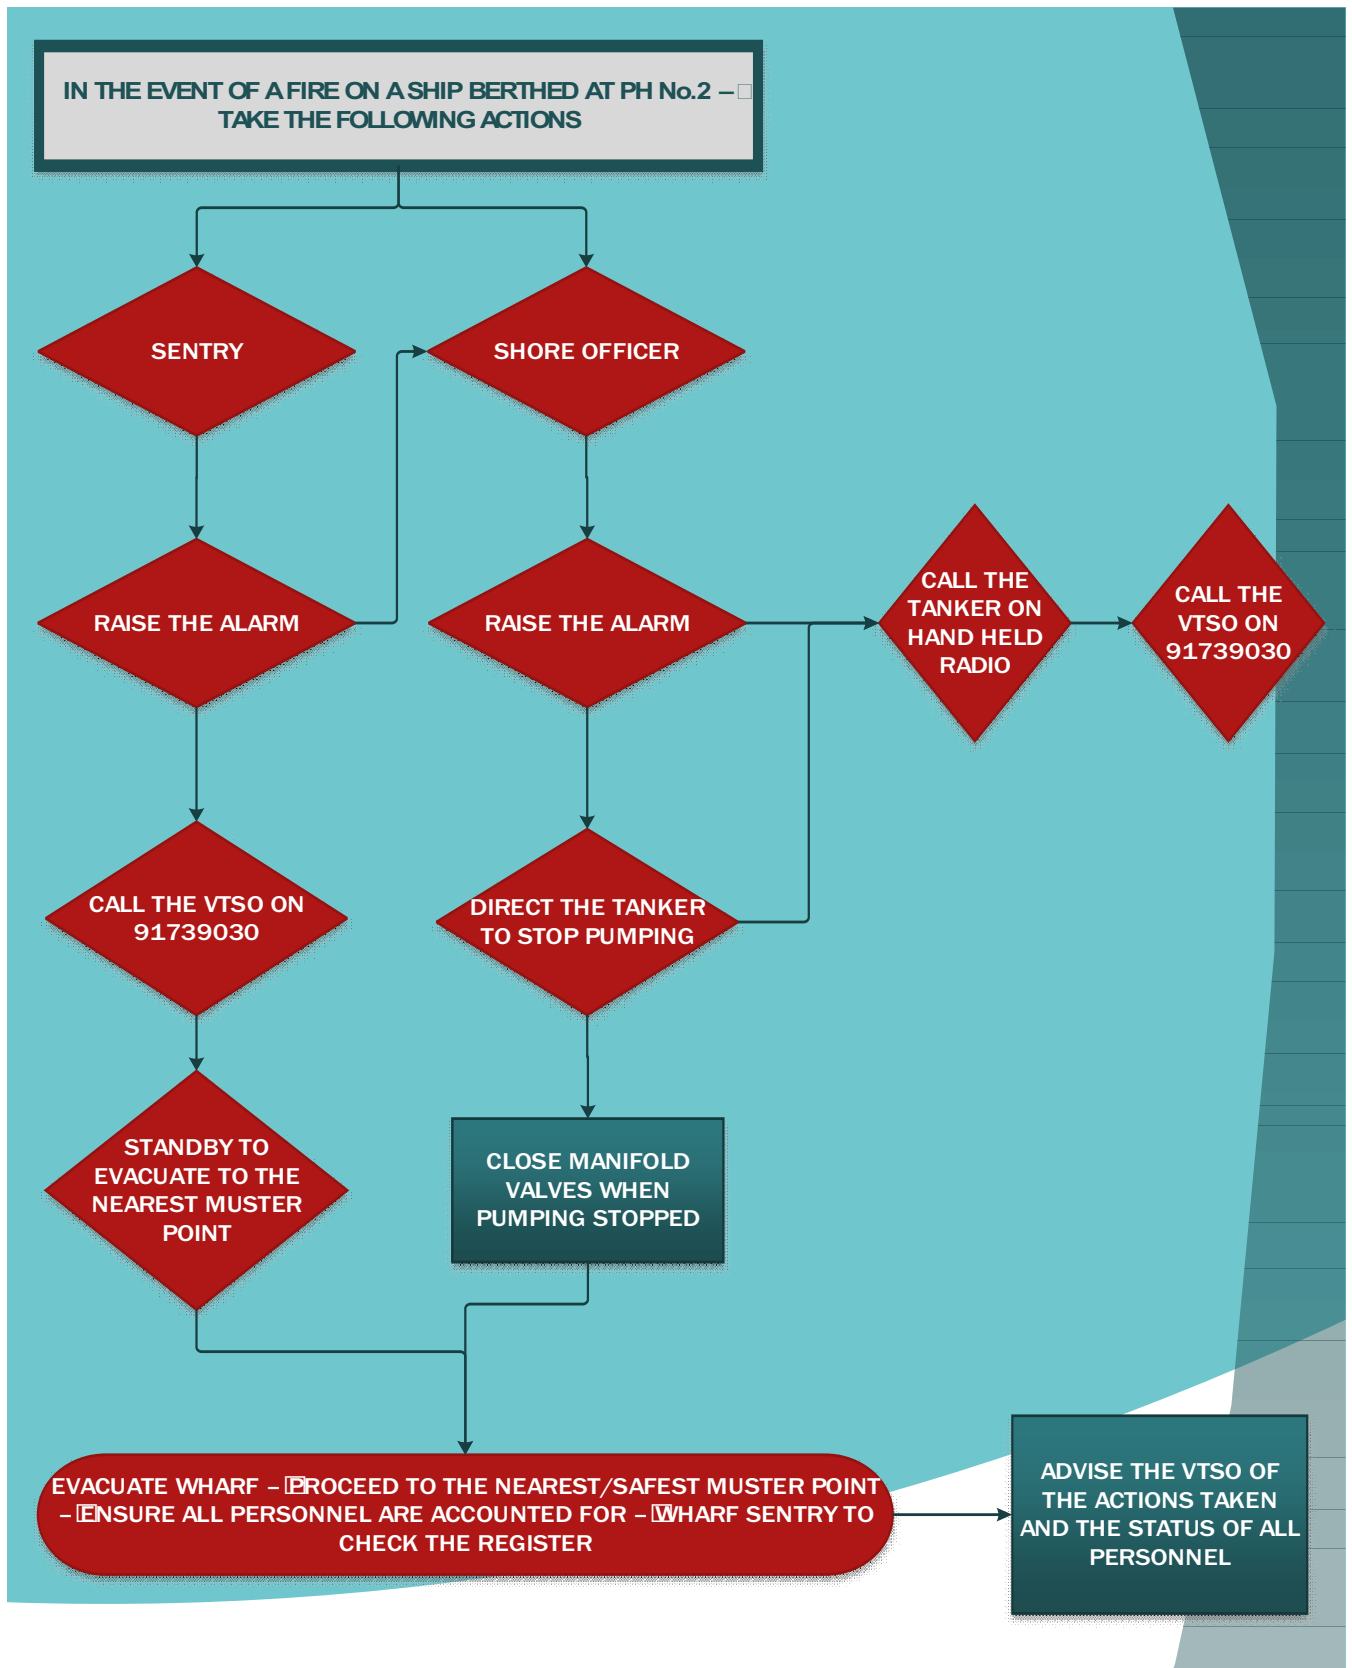 IN THE EVENT OF A FIRE ON A SHIP BERTHED AT PH No.2 –
TAKE THE FOLLOWING ACTIONS
SENTRY
SHORE OFFICER
RAISE THE ALARM
RAISE THE ALARM
CALL THE
TANKER ON
HAND HELD
RADIO
CALL THE
VTSO ON
91739030
CALL THE VTSO ON
91739030
DIRECT THE TANKER
TO STOP PUMPING
STANDBY TO
EVACUATE TO THE
NEAREST MUSTER
POINT
CLOSE MANIFOLD
VALVES WHEN
PUMPING STOPPED
EVACUATE WHARF – PROCEED TO THE NEAREST/SAFEST MUSTER POINT
– ENSURE ALL PERSONNEL ARE ACCOUNTED FOR – WHARF SENTRY TO
CHECK THE REGISTER
ADVISE THE VTSO OF
THE ACTIONS TAKEN
AND THE STATUS OF ALL
PERSONNEL